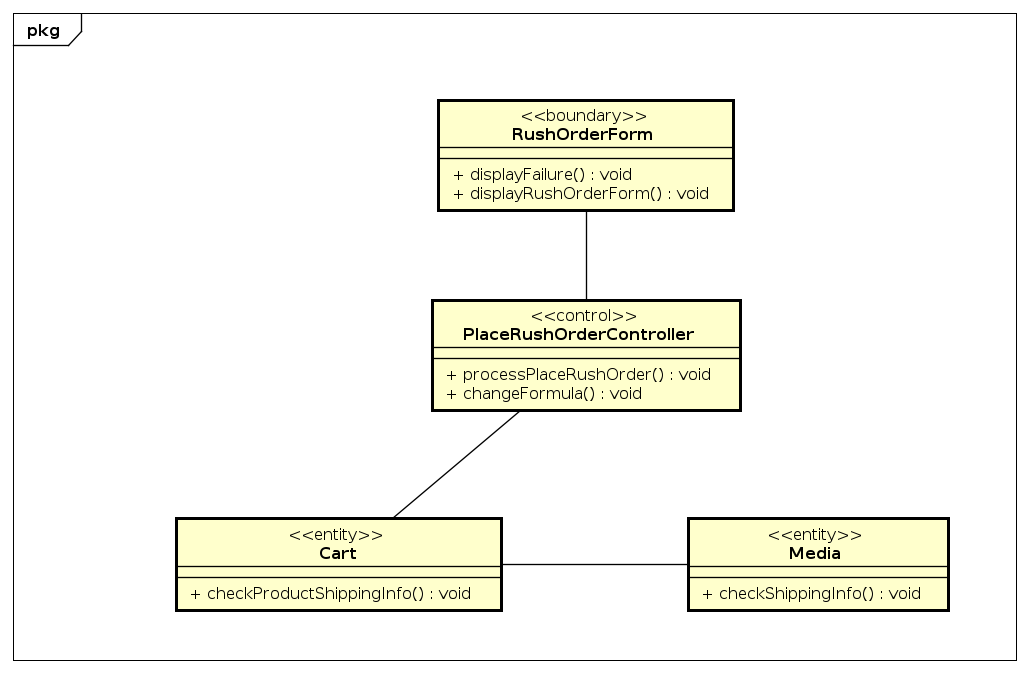 pkg
<<boundary>>
RushOrderForm
+ displayFailure() : void
+ displayRushOrderForm() : void
<<control>>
PlaceRushOrderController
+ processPlaceRushOrder() : void
+ changeFormula() : void
<<entity>>
Cart
+ checkProductShippingInfo() : void
<<entity>>
Media
+ checkShippingInfo() : void